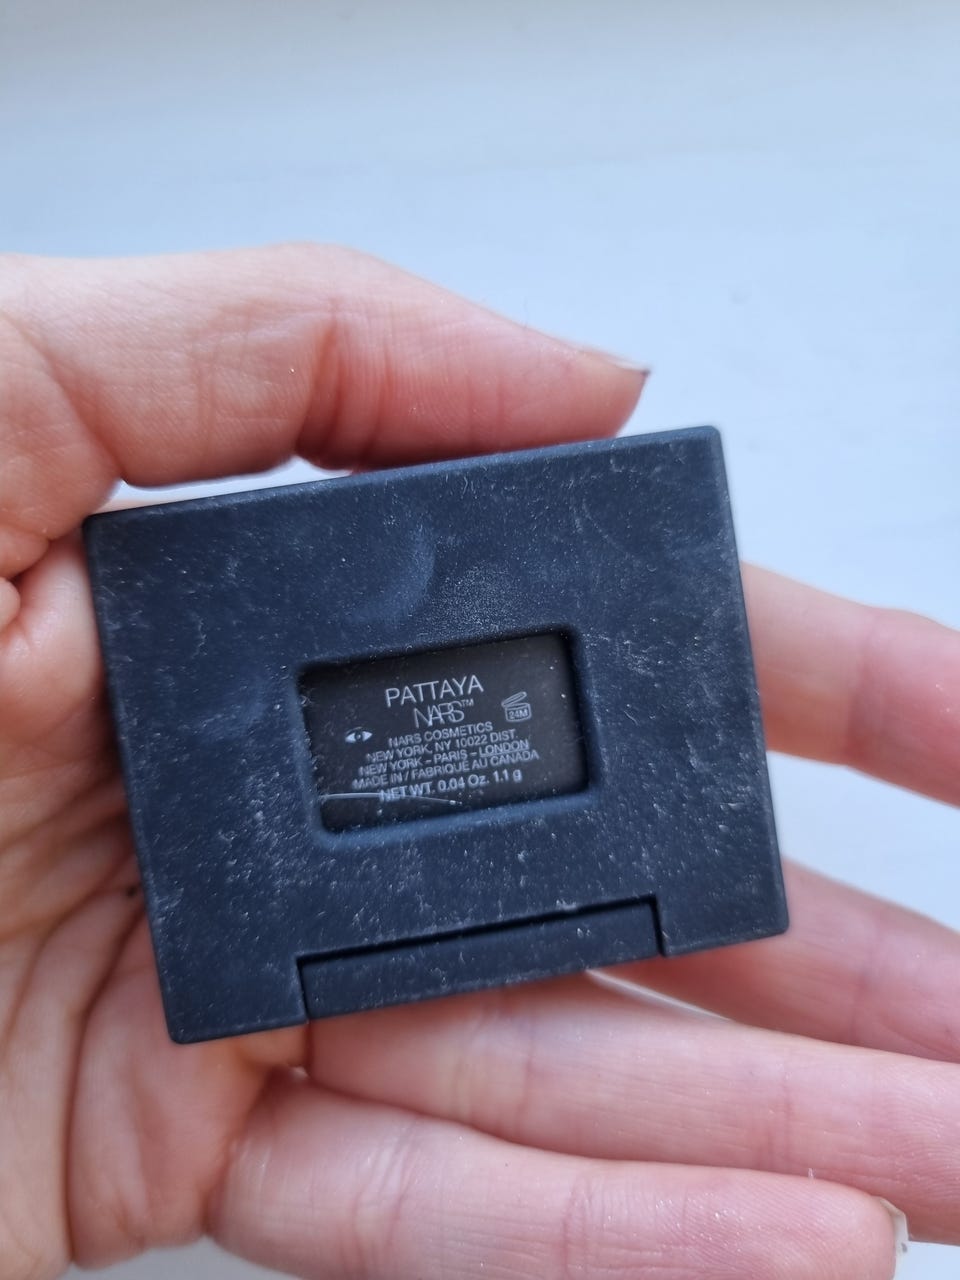 PATTAYA
NARS™
24M
NARS COSMETICS
NEW YORK, NY 10022 DIST.
NEW YORK - PARIS - LONDON
MADE IN / FABRIQUÉ AU CANADA
NET WT. 0.04 Oz. 1.1 g